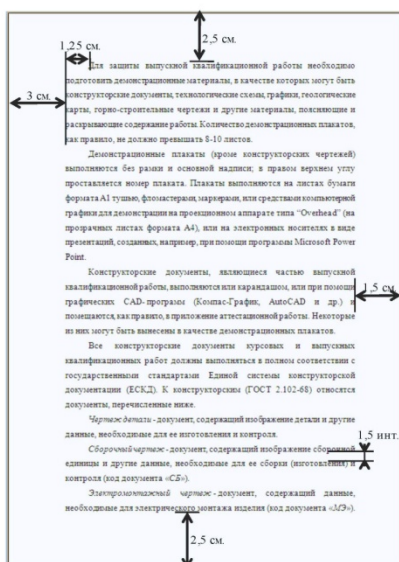 2,5 см.
1,25 см.
Для защиты выпускной квалификационной работы необходимо
подготовить демонстрационные материалы, в качестве которых могут быть
конструкторские документы, технологические схемы, графики, геологические
карты, горно-строительные чертежи и другие материалы, поясняющие и
3 см.
раскрывающие содержание работы. Количество демонстрационных плакатов,
как правило, не должно превышать 8-10 листов.
Демонстрационные плакаты (кроме конструкторских чертежей)
выполняются без рамки и основной надписи; в правом верхнем углу
проставляется номер плаката. Плакаты выполняются на листах бумаги
формата А1 тушью, фломастерами, маркерами, или средствами компьютерной
графики для демонстрации на проекционном аппарате типа “Overhead” (на
прозрачных листах формата А4), или на электронных носителях в виде
презентаций, созданных, например, при помощи программы Microsoft Power
Point.
Конструкторские документы, являющиеся частью выпускной
квалификационной работы, выполняются или карандашом, или при помощи
1,5 см.
графических CAD-программ (Компас-График, AutoCAD и др.) и
помещаются, как правило, в приложение аттестационной работы. Некоторые
из них могут быть вынесены в качестве демонстрационных плакатов.
Все конструкторские документы курсовых и выпускных
квалификационных работ должны выполняться в полном соответствии с
государственными стандартами Единой системы конструкторской
документации (ЕСКД). К конструкторским (ГОСТ 2.102-68) относятся
документы, перечисленные ниже.
Чертеж детали - документ, содержащий изображение детали и другие
данные, необходимые для ее изготовления и контроля.
1,5 инт.
Сборочный чертеж - документ, содержащий изображение сборочной
единицы и другие данные, необходимые для ее сборки (изготовления) и
контроля (код документа «СБ»).
Электромонтажный чертеж - документ, содержащий данные,
необходимые для электрического монтажа изделия (код документа «МЭ»).
2,5 см.